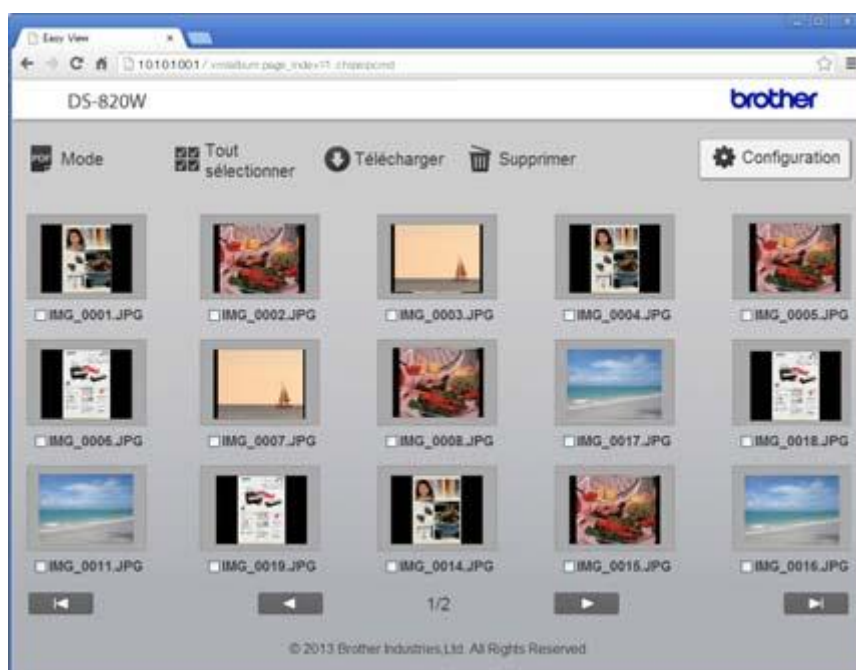 Easy View
10101001/
DS-820W
brother
Mode
Tout
sélectionner
Télécharger
Supprimer
Configuration
IMG_0001.JPG
IMG_0002.JPG
IMG_0003.JPG
IMG_0004.JPG
IMG_0005.JPG
IMG_0006.JPG
IMG_0007.JPG
IMG_0008.JPG
IMG_0017.JPG
IMG_0018.JPG
IMG_0011.JPG
IMG_0019.JPG
IMG_0014.JPG
IMG_0015.JPG
IMG_0016.JPG
1/2
© 2013 Brother Industries,Ltd. All Rights Reserved.